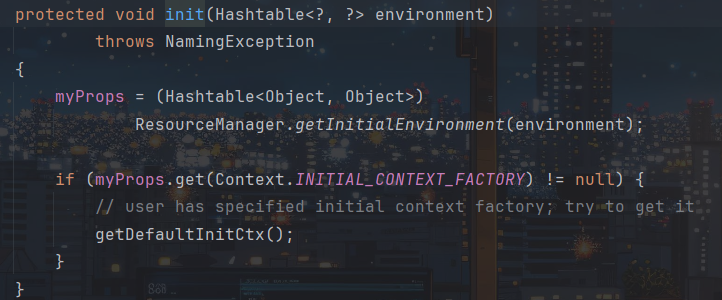 protected void init(Hashtable<?, ?> environment)
        throws NamingException
{
    myProps = (Hashtable<Object, Object>)
            ResourceManager.getInitialEnvironment(environment);

    if (myProps.get(Context.INITIAL_CONTEXT_FACTORY) != null) {
        // user has specified initial context factory; try to get it
        getDefaultInitCtx();
    }
}